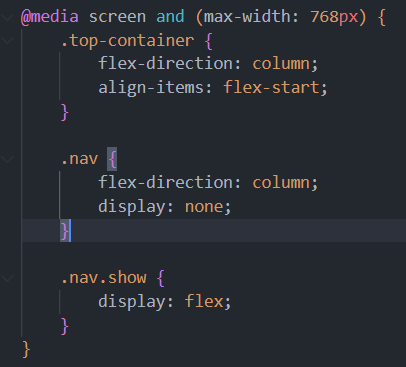 @media screen and (max-width: 768px) {
    .top-container {
        flex-direction: column;
        align-items: flex-start;
    }

    .nav {
        flex-direction: column;
        display: none;
    }

    .nav.show {
        display: flex;
    }
}